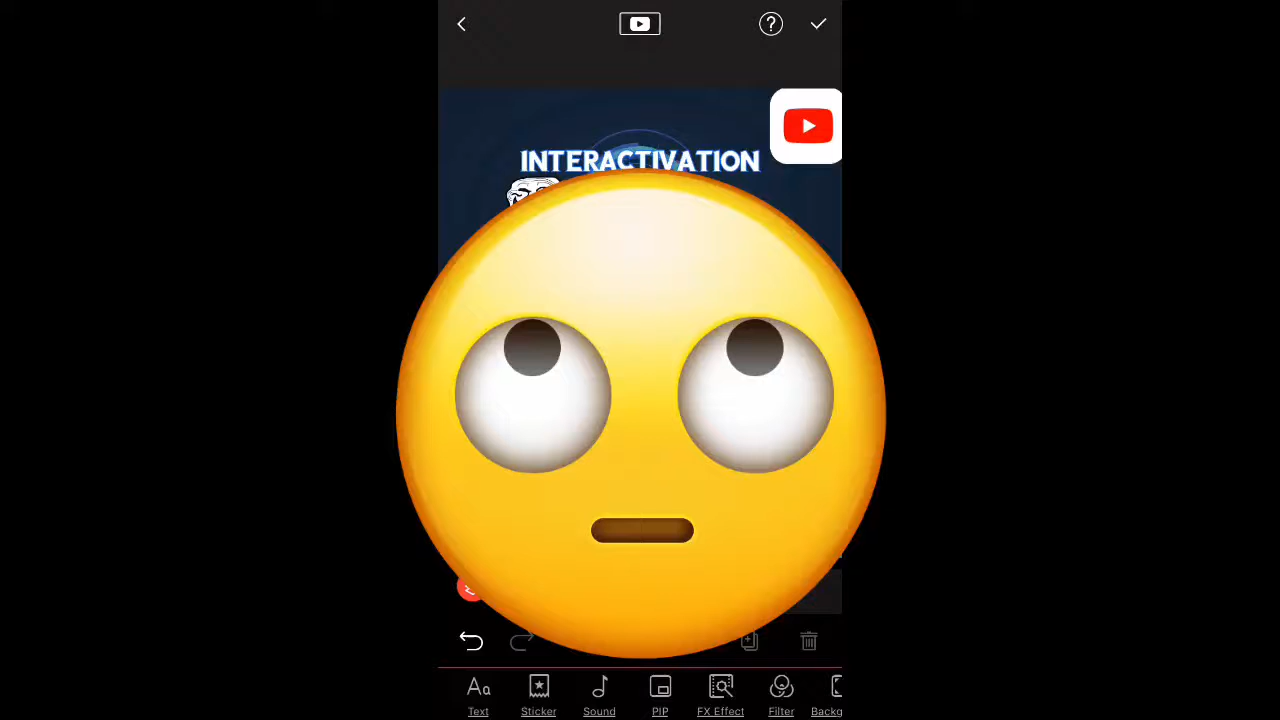 INTERACTIVATION
Text Sticker Sound PIP FX Effect Filter Backg